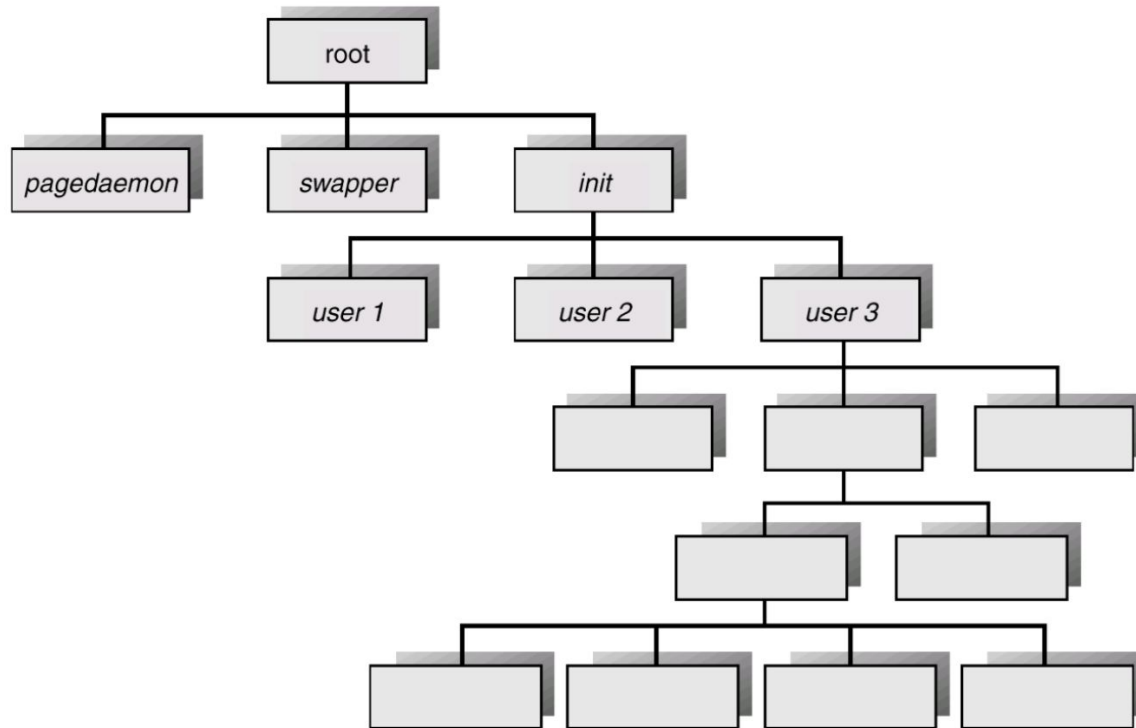 root
pagedaemon
swapper
init
user 1
user 2
user 3